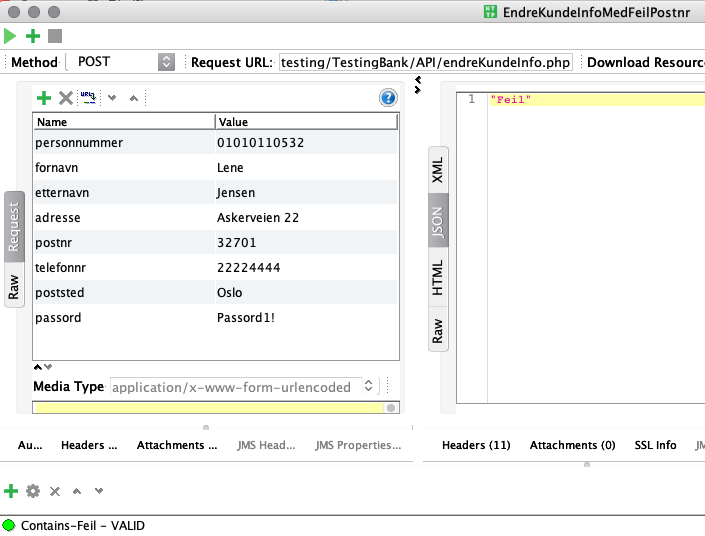 EndreKundeInfoMedFeilPostnr
Method POST Request URL: testing/TestingBank/API/endreKundeInfo.php Download Resourc
URL
?
Name Value
personnummer 01010110532
fornavn Lene
etternavn Jensen
adresse Askerveien 22
postnr 32701
telefonnr 22224444
poststed Oslo
passord Passord1!
Request
Raw
Media Type application/x-www-form-urlencoded
Au... Headers ... Attachments ... JMS Head... JMS Properties...
1 "Feil"
XML
JSON
HTML
Raw
Headers (11) Attachments (0) SSL Info JM
Contains-Feil - VALID